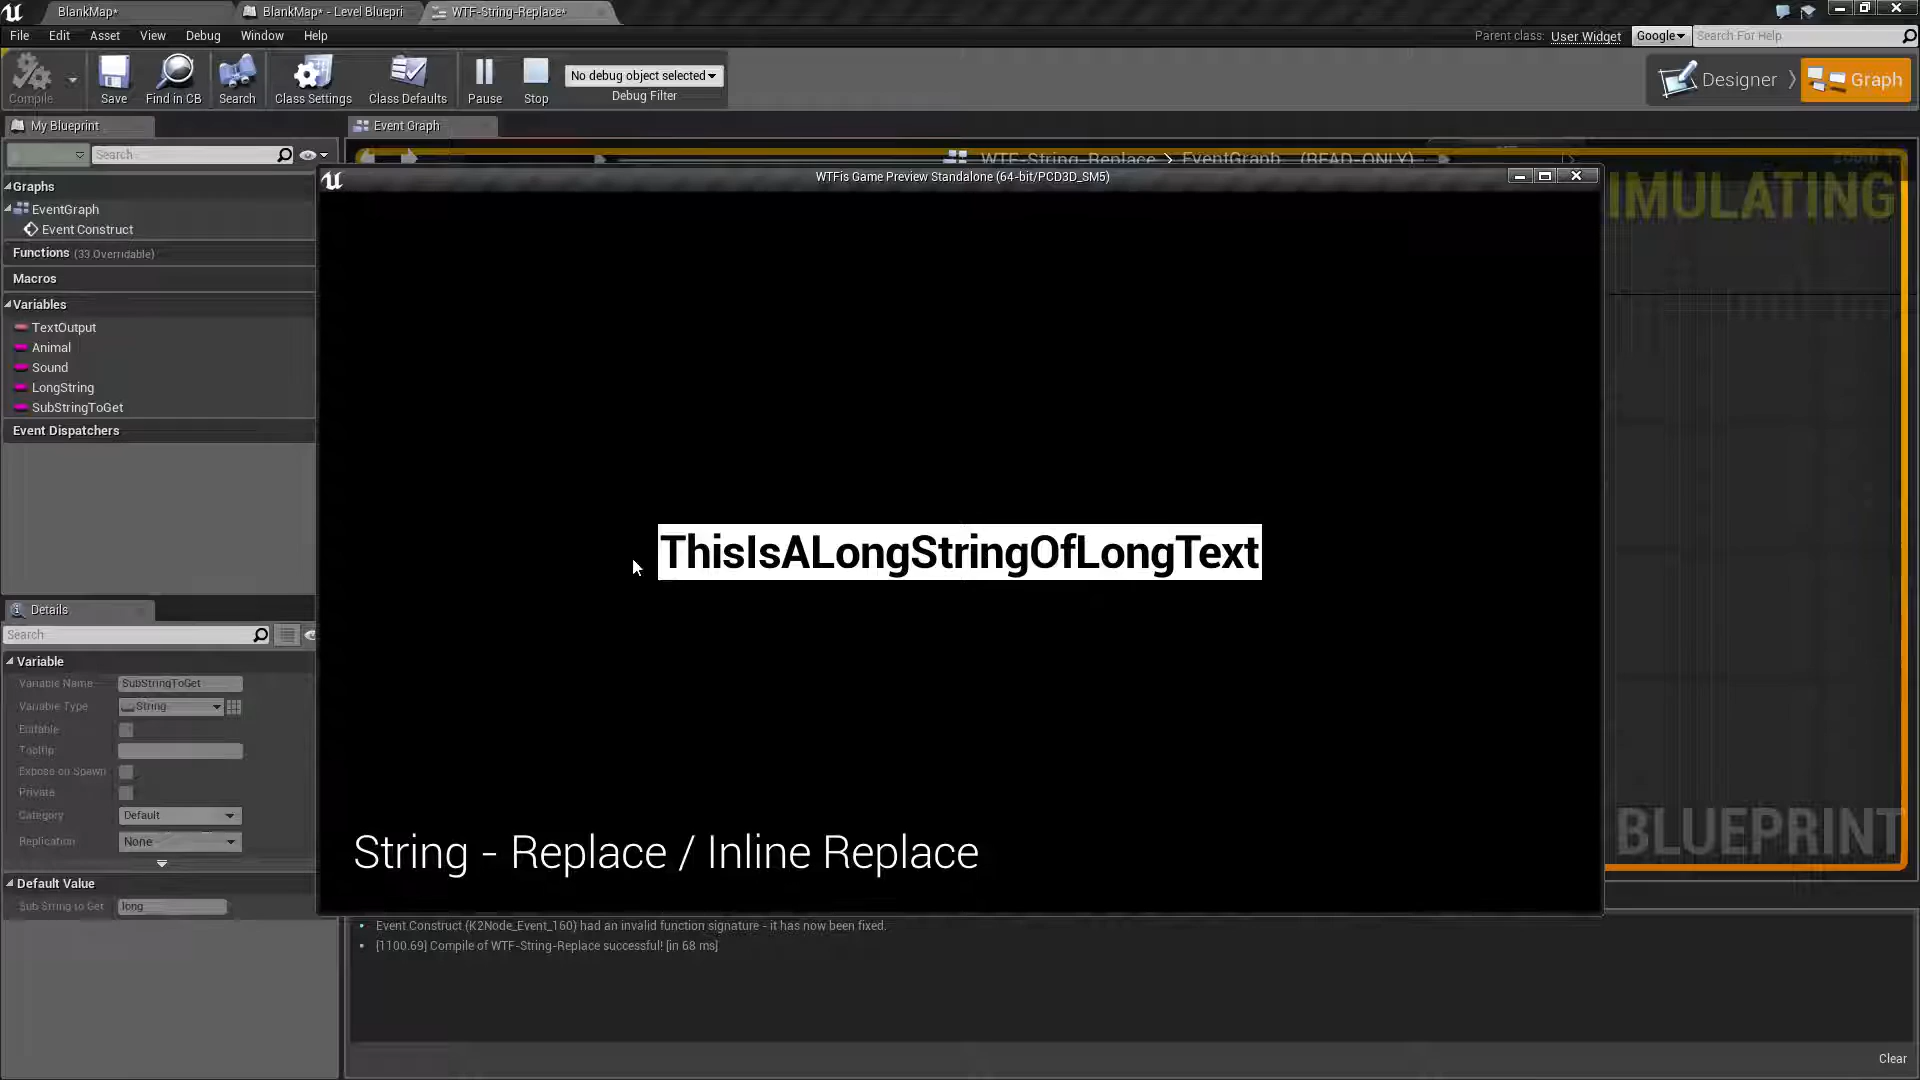 BlankMap*
BlankMap* - Level Bluepri
WTF-String-Replace*
File Edit Asset View Debug Window Help
Parent class: User Widget Google Search For Help
Compile
Save
Find in CB
Search
Class Settings
Class Defaults
Pause
Stop
No debug object selected
Debug Filter
Designer
Graph
My Blueprint
Event Graph
Search
WTF-String-Replace > EventGraph (READ-ONLY)
Graphs
EventGraph
Event Construct
Functions (33 Overridable)
Macros
Variables
TextOutput
Animal
Sound
LongString
SubStringToGet
Event Dispatchers
WTFis Game Preview Standalone (64-bit/PCD3D_SM5)
IMULATING
ThisIsALongStringOfLongText
String - Replace / Inline Replace
BLUEPRINT
Details
Search
Variable
Variable Name SubStringToGet
Variable Type String
Editable
Tooltip
Expose on Spawn
Private
Category Default
Replication None
Default Value
Sub String to Get long
Event Construct (K2Node_Event_160) had an invalid function signature - it has now been fixed.
[1100.69] Compile of WTF-String-Replace successful! [in 68 ms]
Clear